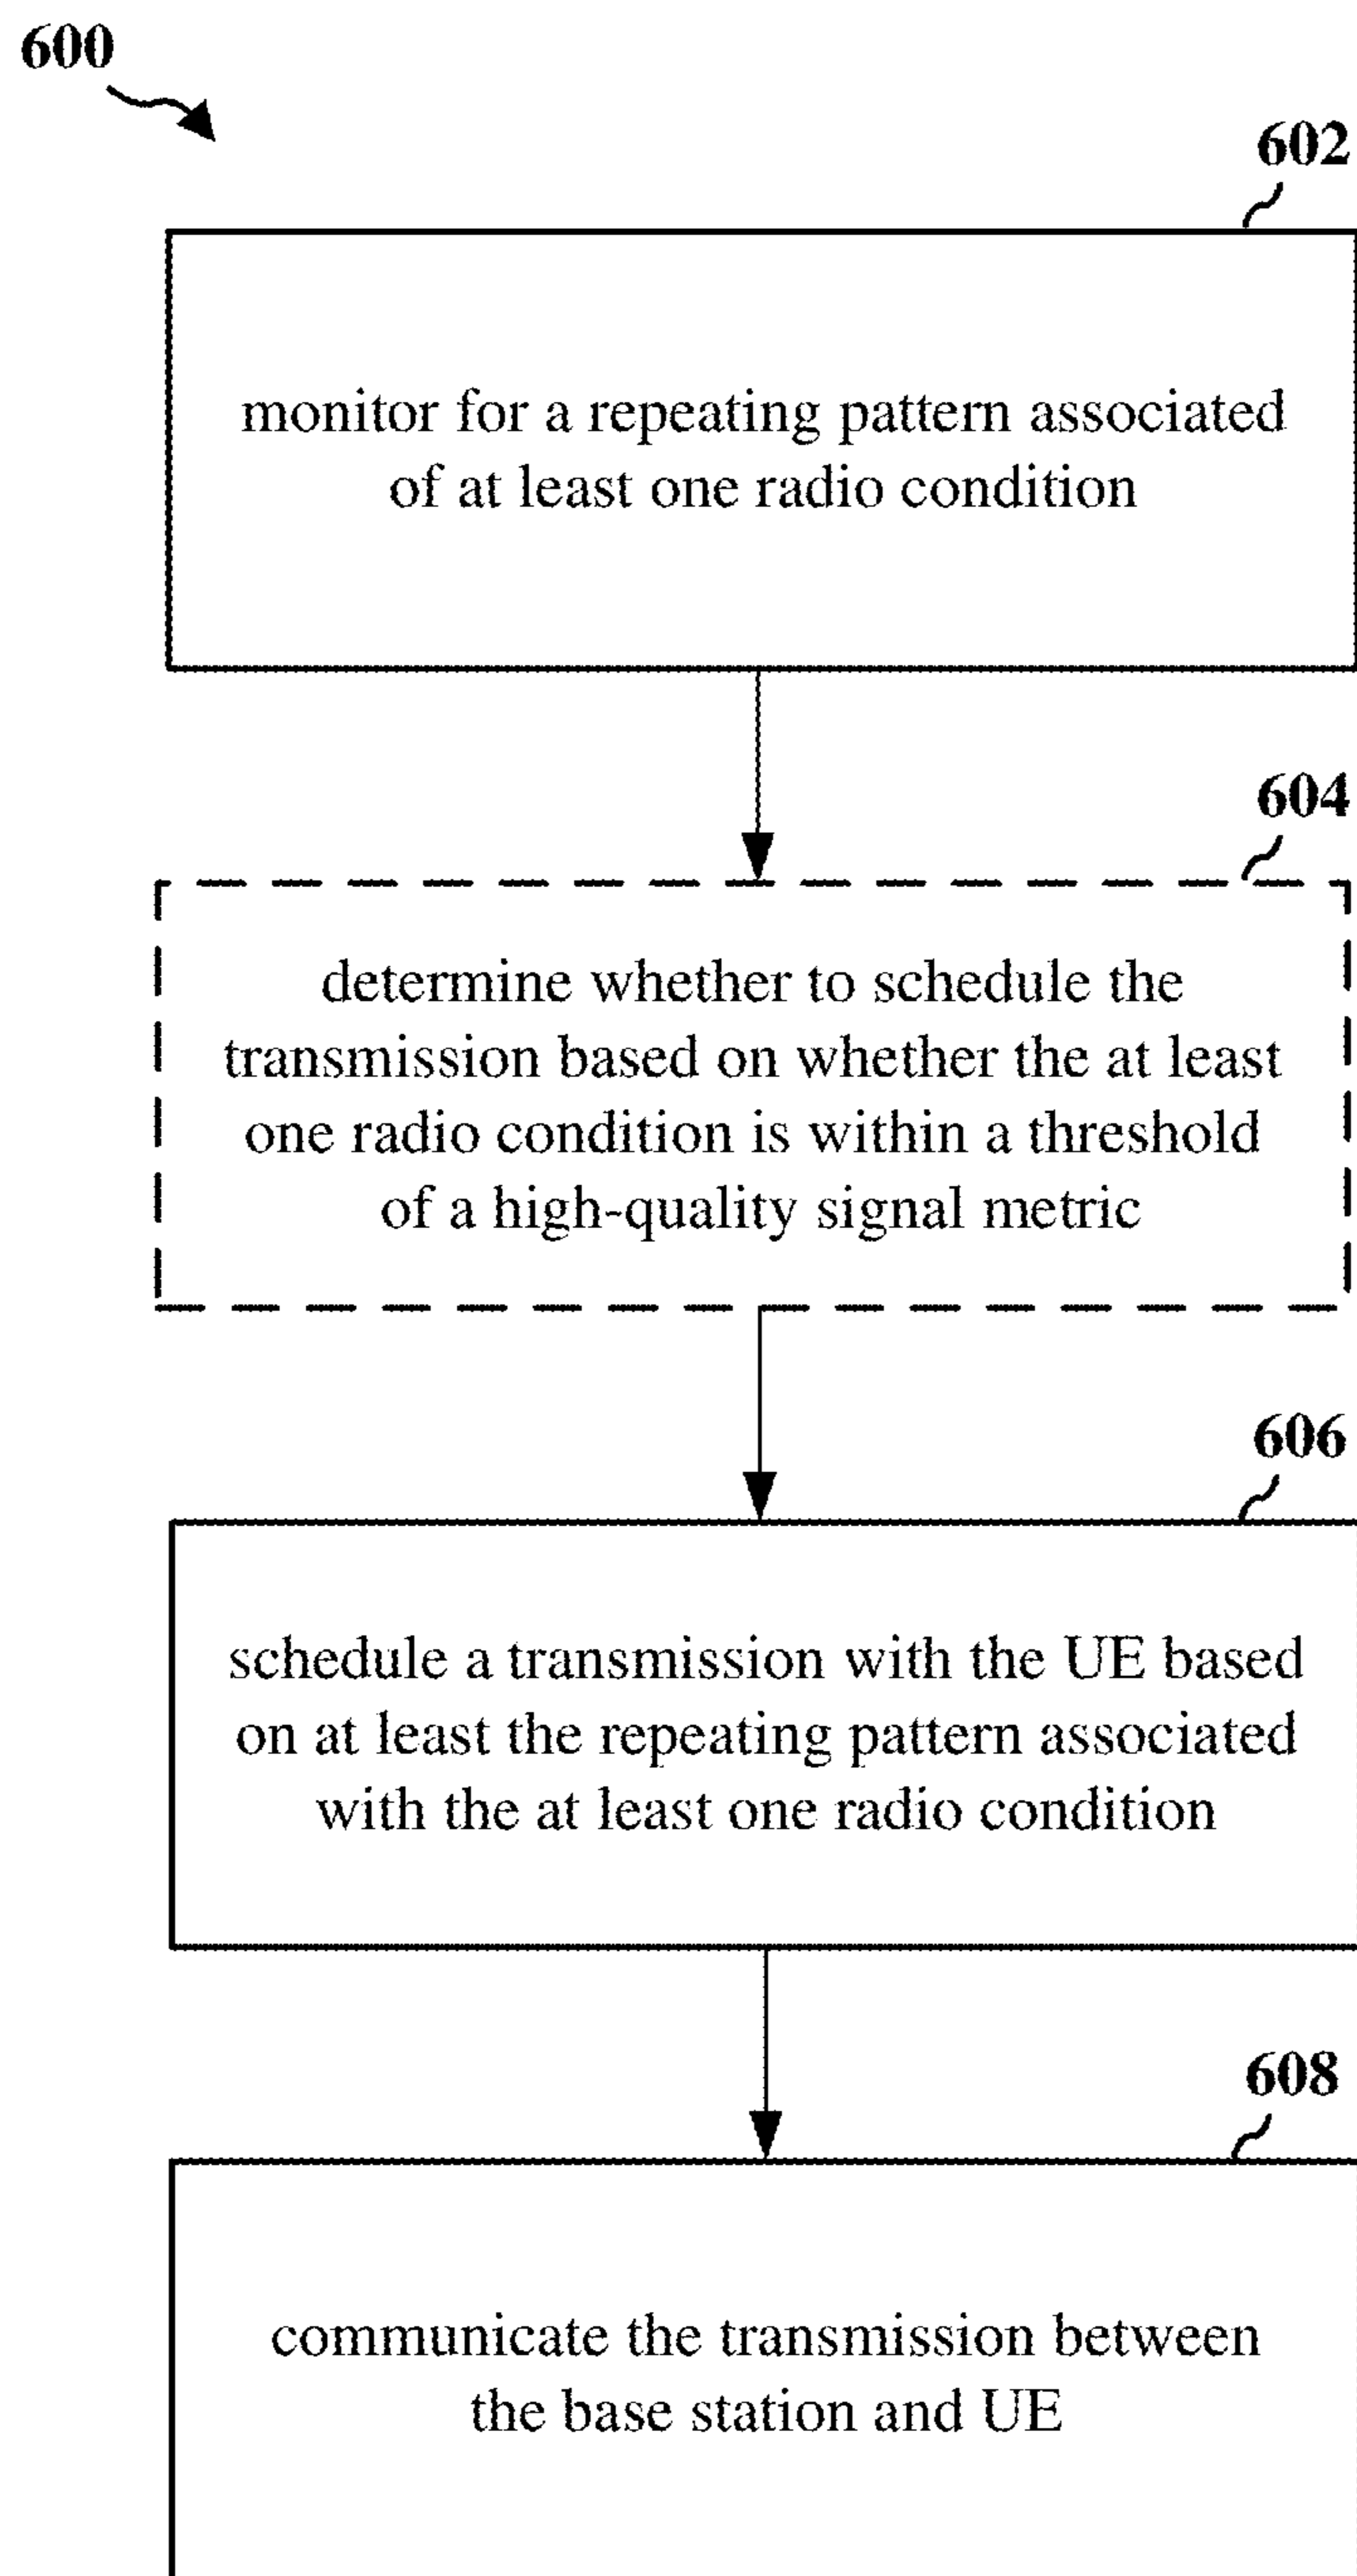 600
602
monitor for a repeating pattern associated
of at least one radio condition
604
determine whether to schedule the
transmission based on whether the at least
one radio condition is within a threshold
of a high-quality signal metric
606
schedule a transmission with the UE based
on at least the repeating pattern associated
with the at least one radio condition
608
communicate the transmission between
the base station and UE